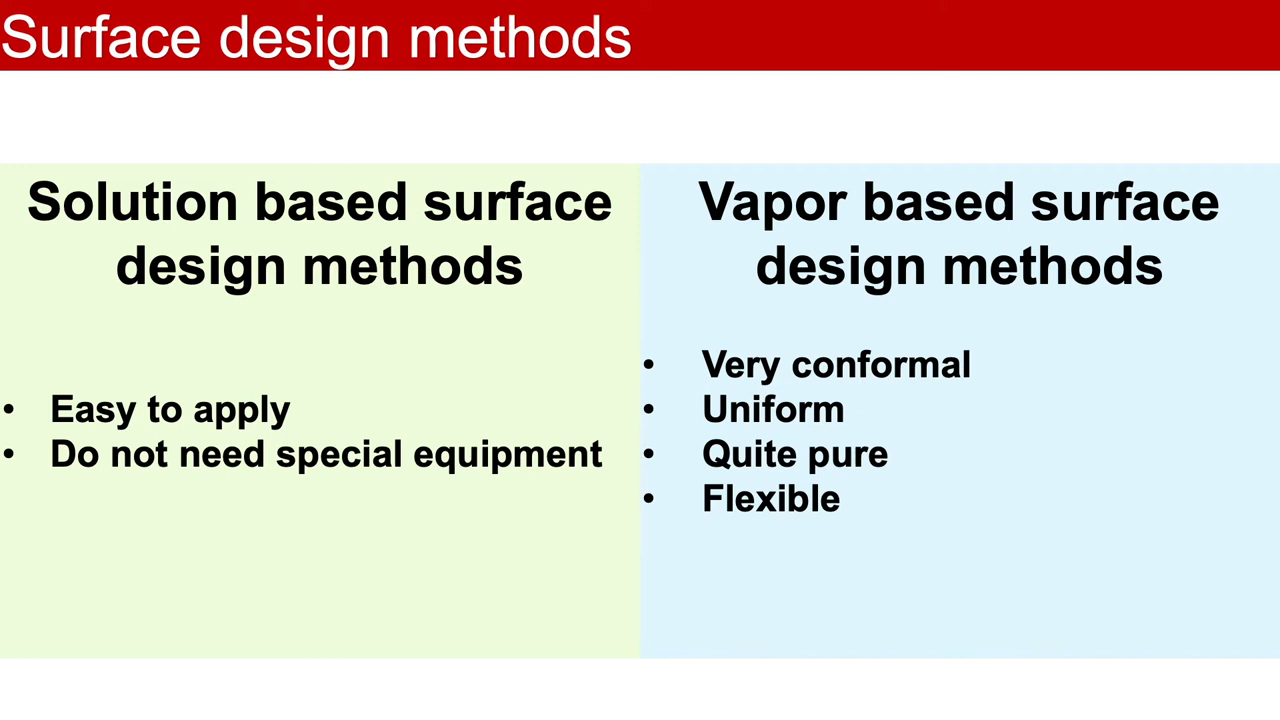 Surface design methods
Solution based surface
design methods
• Easy to apply
• Do not need special equipment
Vapor based surface
design methods
• Very conformal
• Uniform
• Quite pure
• Flexible